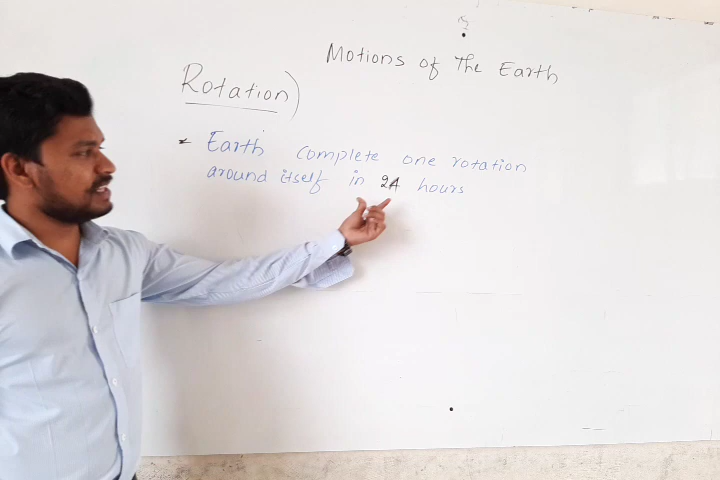 Motions of The Earth
Rotation)
* Earth complete one rotation
around itself in 24 hours